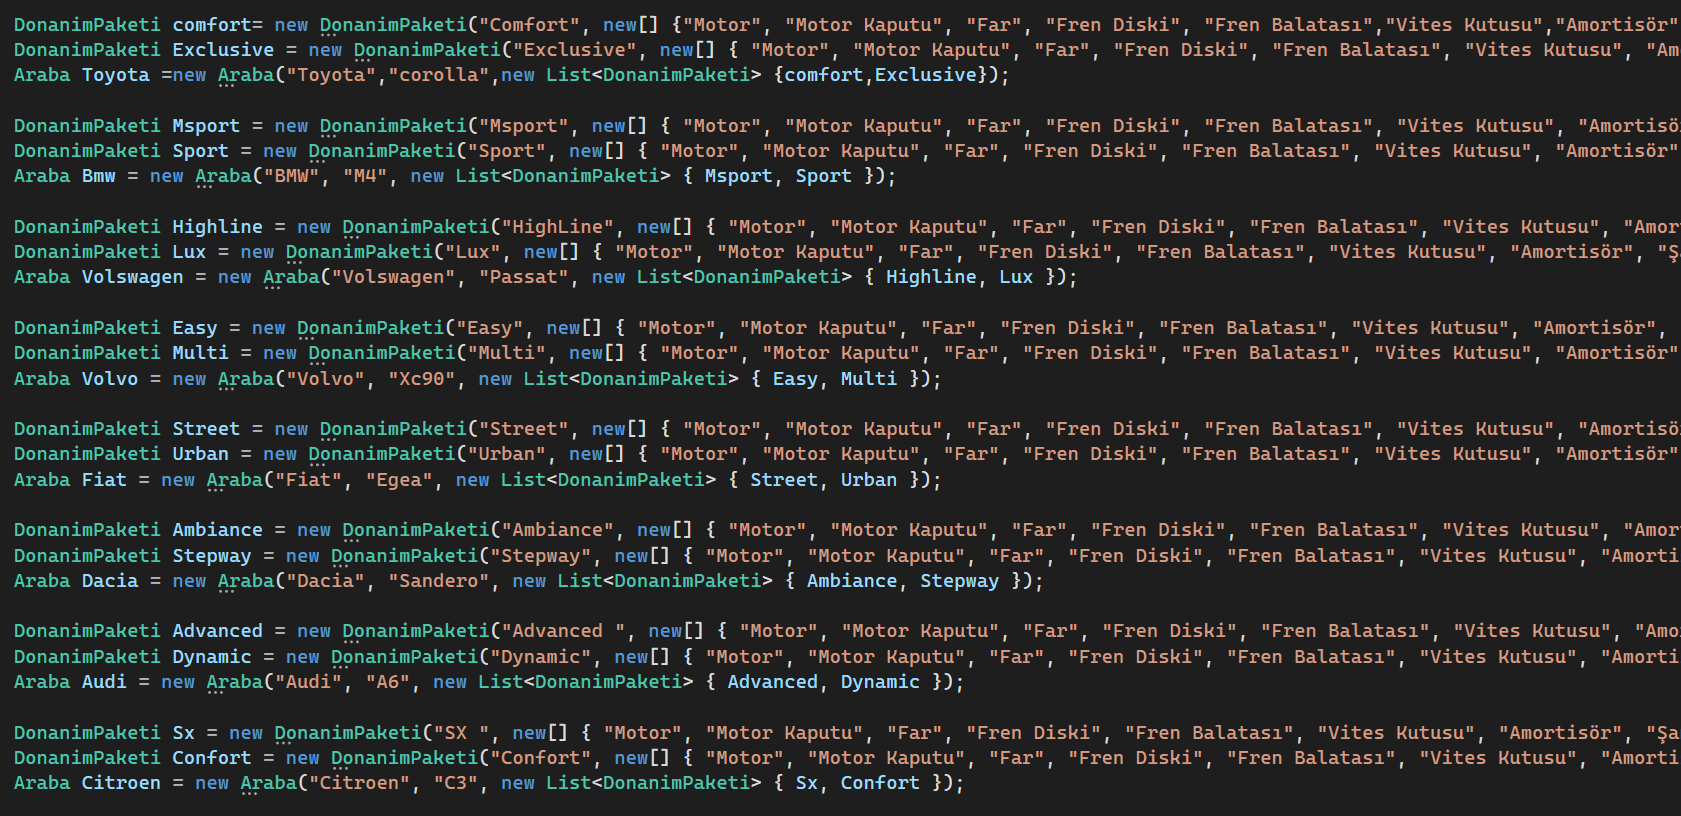 DonanimPaketi comfort= new DonanimPaketi("Comfort", new[] {"Motor", "Motor Kaputu", "Far", "Fren Diski", "Fren Balatası","Vites Kutusu","Amortisör"
DonanimPaketi Exclusive = new DonanimPaketi("Exclusive", new[] { "Motor", "Motor Kaputu", "Far", "Fren Diski", "Fren Balatası", "Vites Kutusu", "Am
Araba Toyota =new Araba("Toyota","corolla",new List<DonanimPaketi> {comfort,Exclusive});
DonanimPaketi Msport = new DonanimPaketi("Msport", new[] { "Motor", "Motor Kaputu", "Far", "Fren Diski", "Fren Balatası", "Vites Kutusu", "Amortisö
DonanimPaketi Sport = new DonanimPaketi("Sport", new[] { "Motor", "Motor Kaputu", "Far", "Fren Diski", "Fren Balatası", "Vites Kutusu", "Amortisör"
Araba Bmw = new Araba("BMW", "M4", new List<DonanimPaketi> { Msport, Sport });
DonanimPaketi Highline = new DonanimPaketi("HighLine", new[] { "Motor", "Motor Kaputu", "Far", "Fren Diski", "Fren Balatası", "Vites Kutusu", "Amor
DonanimPaketi Lux = new DonanimPaketi("Lux", new[] { "Motor", "Motor Kaputu", "Far", "Fren Diski", "Fren Balatası", "Vites Kutusu", "Amortisör", "Ş
Araba Volswagen = new Araba("Volswagen", "Passat", new List<DonanimPaketi> { Highline, Lux });
DonanimPaketi Easy = new DonanimPaketi("Easy", new[] { "Motor", "Motor Kaputu", "Far", "Fren Diski", "Fren Balatası", "Vites Kutusu", "Amortisör",
DonanimPaketi Multi = new DonanimPaketi("Multi", new[] { "Motor", "Motor Kaputu", "Far", "Fren Diski", "Fren Balatası", "Vites Kutusu", "Amortisör"
Araba Volvo = new Araba("Volvo", "Xc90", new List<DonanimPaketi> { Easy, Multi });
DonanimPaketi Street = new DonanimPaketi("Street", new[] { "Motor", "Motor Kaputu", "Far", "Fren Diski", "Fren Balatası", "Vites Kutusu", "Amortisö
DonanimPaketi Urban = new DonanimPaketi("Urban", new[] { "Motor", "Motor Kaputu", "Far", "Fren Diski", "Fren Balatası", "Vites Kutusu", "Amortisör"
Araba Fiat = new Araba("Fiat", "Egea", new List<DonanimPaketi> { Street, Urban });
DonanimPaketi Ambiance = new DonanimPaketi("Ambiance", new[] { "Motor", "Motor Kaputu", "Far", "Fren Diski", "Fren Balatası", "Vites Kutusu", "Amor
DonanimPaketi Stepway = new DonanimPaketi("Stepway", new[] { "Motor", "Motor Kaputu", "Far", "Fren Diski", "Fren Balatası", "Vites Kutusu", "Amorti
Araba Dacia = new Araba("Dacia", "Sandero", new List<DonanimPaketi> { Ambiance, Stepway });
DonanimPaketi Advanced = new DonanimPaketi("Advanced ", new[] { "Motor", "Motor Kaputu", "Far", "Fren Diski", "Fren Balatası", "Vites Kutusu", "Amo
DonanimPaketi Dynamic = new DonanimPaketi("Dynamic", new[] { "Motor", "Motor Kaputu", "Far", "Fren Diski", "Fren Balatası", "Vites Kutusu", "Amorti
Araba Audi = new Araba("Audi", "A6", new List<DonanimPaketi> { Advanced, Dynamic });
DonanimPaketi Sx = new DonanimPaketi("SX ", new[] { "Motor", "Motor Kaputu", "Far", "Fren Diski", "Fren Balatası", "Vites Kutusu", "Amortisör", "Şa
DonanimPaketi Confort = new DonanimPaketi("Confort", new[] { "Motor", "Motor Kaputu", "Far", "Fren Diski", "Fren Balatası", "Vites Kutusu", "Amorti
Araba Citroen = new Araba("Citroen", "C3", new List<DonanimPaketi> { Sx, Confort });